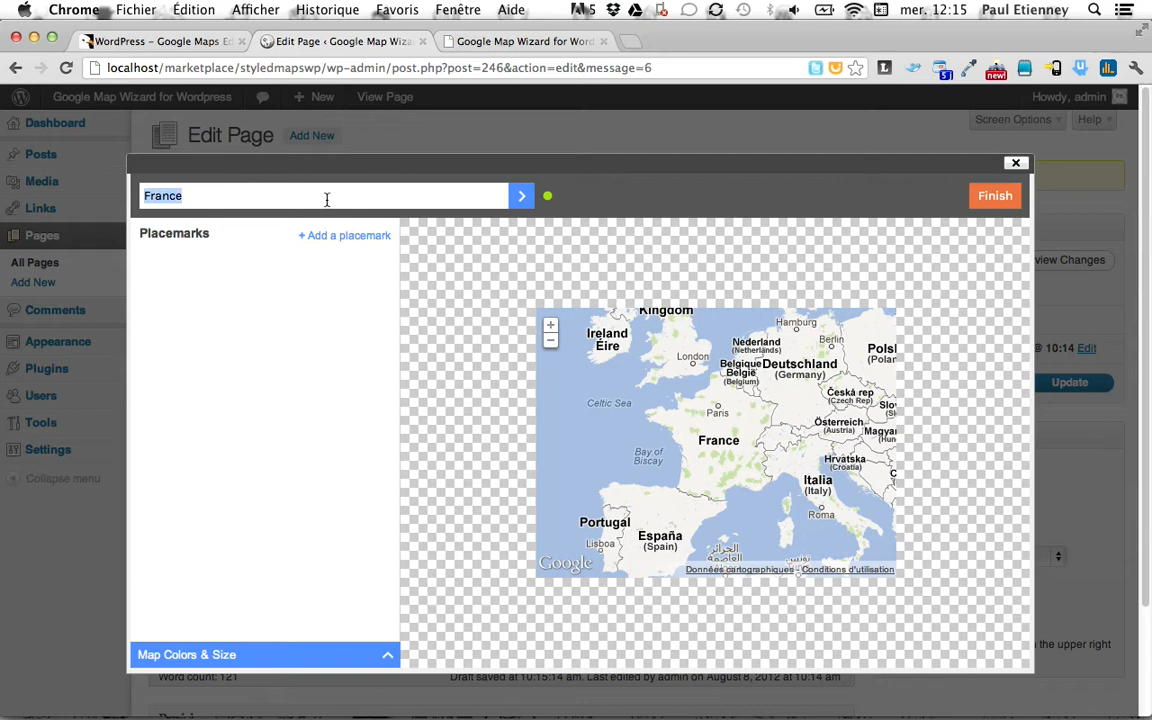 Chrome Fichier Édition Afficher Historique Favoris Fenêtre Aide 5 mer. 12:15 Paul Etienney
WordPress – Google Maps Ed Edit Page ‹ Google Map Wiza Google Map Wizard for Word
localhost/marketplace/styledmapswp/wp-admin/post.php?post=246&action=edit&message=6
5 new!
Google Map Wizard for Wordpress + New View Page Howdy, admin
Dashboard
Posts
Media
Links
Pages
All Pages
Add New
Comments
Appearance
Plugins
Users
Tools
Settings
Collapse menu
Edit Page Add New
Screen Options Help
France
Finish
Placemarks + Add a placemark
Kingdom
Ireland
Éire
Hamburg
Berlin
London
Nederland
(Netherlands)
Polsk
(Polan
Belgique
België
(Belgium)
Deutschland
(Germany)
Česká rep
(Czech Rep)
Slo
Celtic Sea
Paris
Österreich
(Austria)
Magyar
(Hun
France
Bay of
Biscay
Hrvatska
(Croatia)
Italia
(Italy)
Roma
Portugal
Lisboa
España
(Spain)
الجزائر
تونس
Google
Données cartographiques - Conditions d'utilisation
Map Colors & Size
view Changes
@ 10:14 Edit
Update
n the upper right
Word count: 121 Draft saved at 10:15:14 am. Last edited by admin on August 8, 2012 at 10:14 am